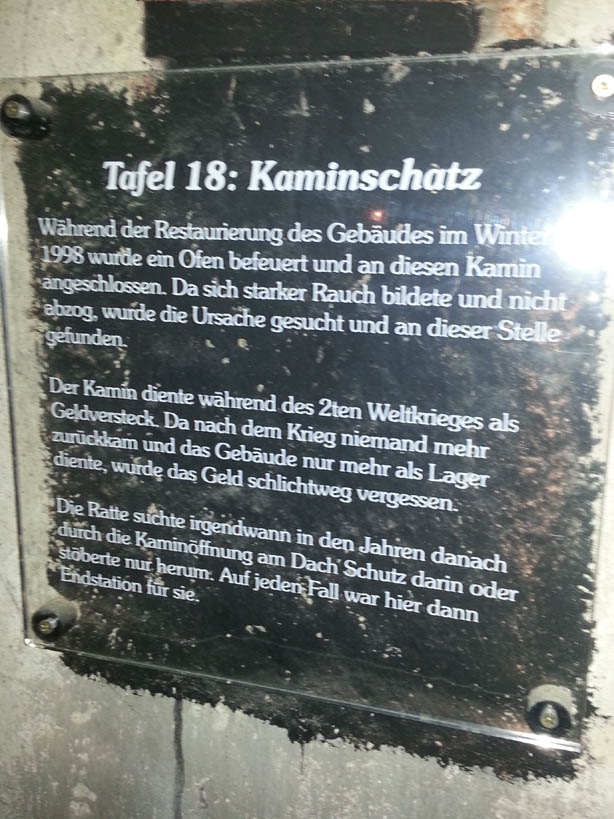 Tafel 18: Kaminschatz
Während der Restaurierung des Gebäudes im Winter
1998 wurde ein Ofen befeuert und an diesen Kamin
angeschlossen. Da sich starker Rauch bildete und nicht
abzog, wurde die Ursache gesucht und an dieser Stelle
gefunden.
Der Kamin diente während des 2ten Weltkrieges als
Geldversteck. Da nach dem Krieg niemand mehr
zurückkam und das Gebäude nur mehr als Lager
diente, wurde das Geld schlichtweg vergessen.
Die Ratte suchte irgendwann in den Jahren danach
durch die Kaminöffnung am Dach Schutz darin oder
stöberte nur herum. Auf jeden Fall war hier dann
Endstation für sie.